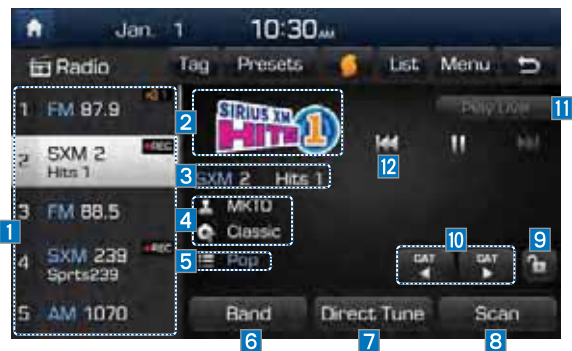 Jan. 1 10:30 AM
Radio Tag Presets List Menu
1 FM 87.9
2 SXM 2 REC
Hits 1
3 FM 88.5
4 SXM 239 REC
Sprts239
5 AM 1070
1
2
SIRIUS XM
HITS 1
3
SXM 2 Hits 1
4
MKTO
Classic
5
Pop
Play Live
11
12
10
CAT CAT
9
Band Direct Tune Scan
6 7 8